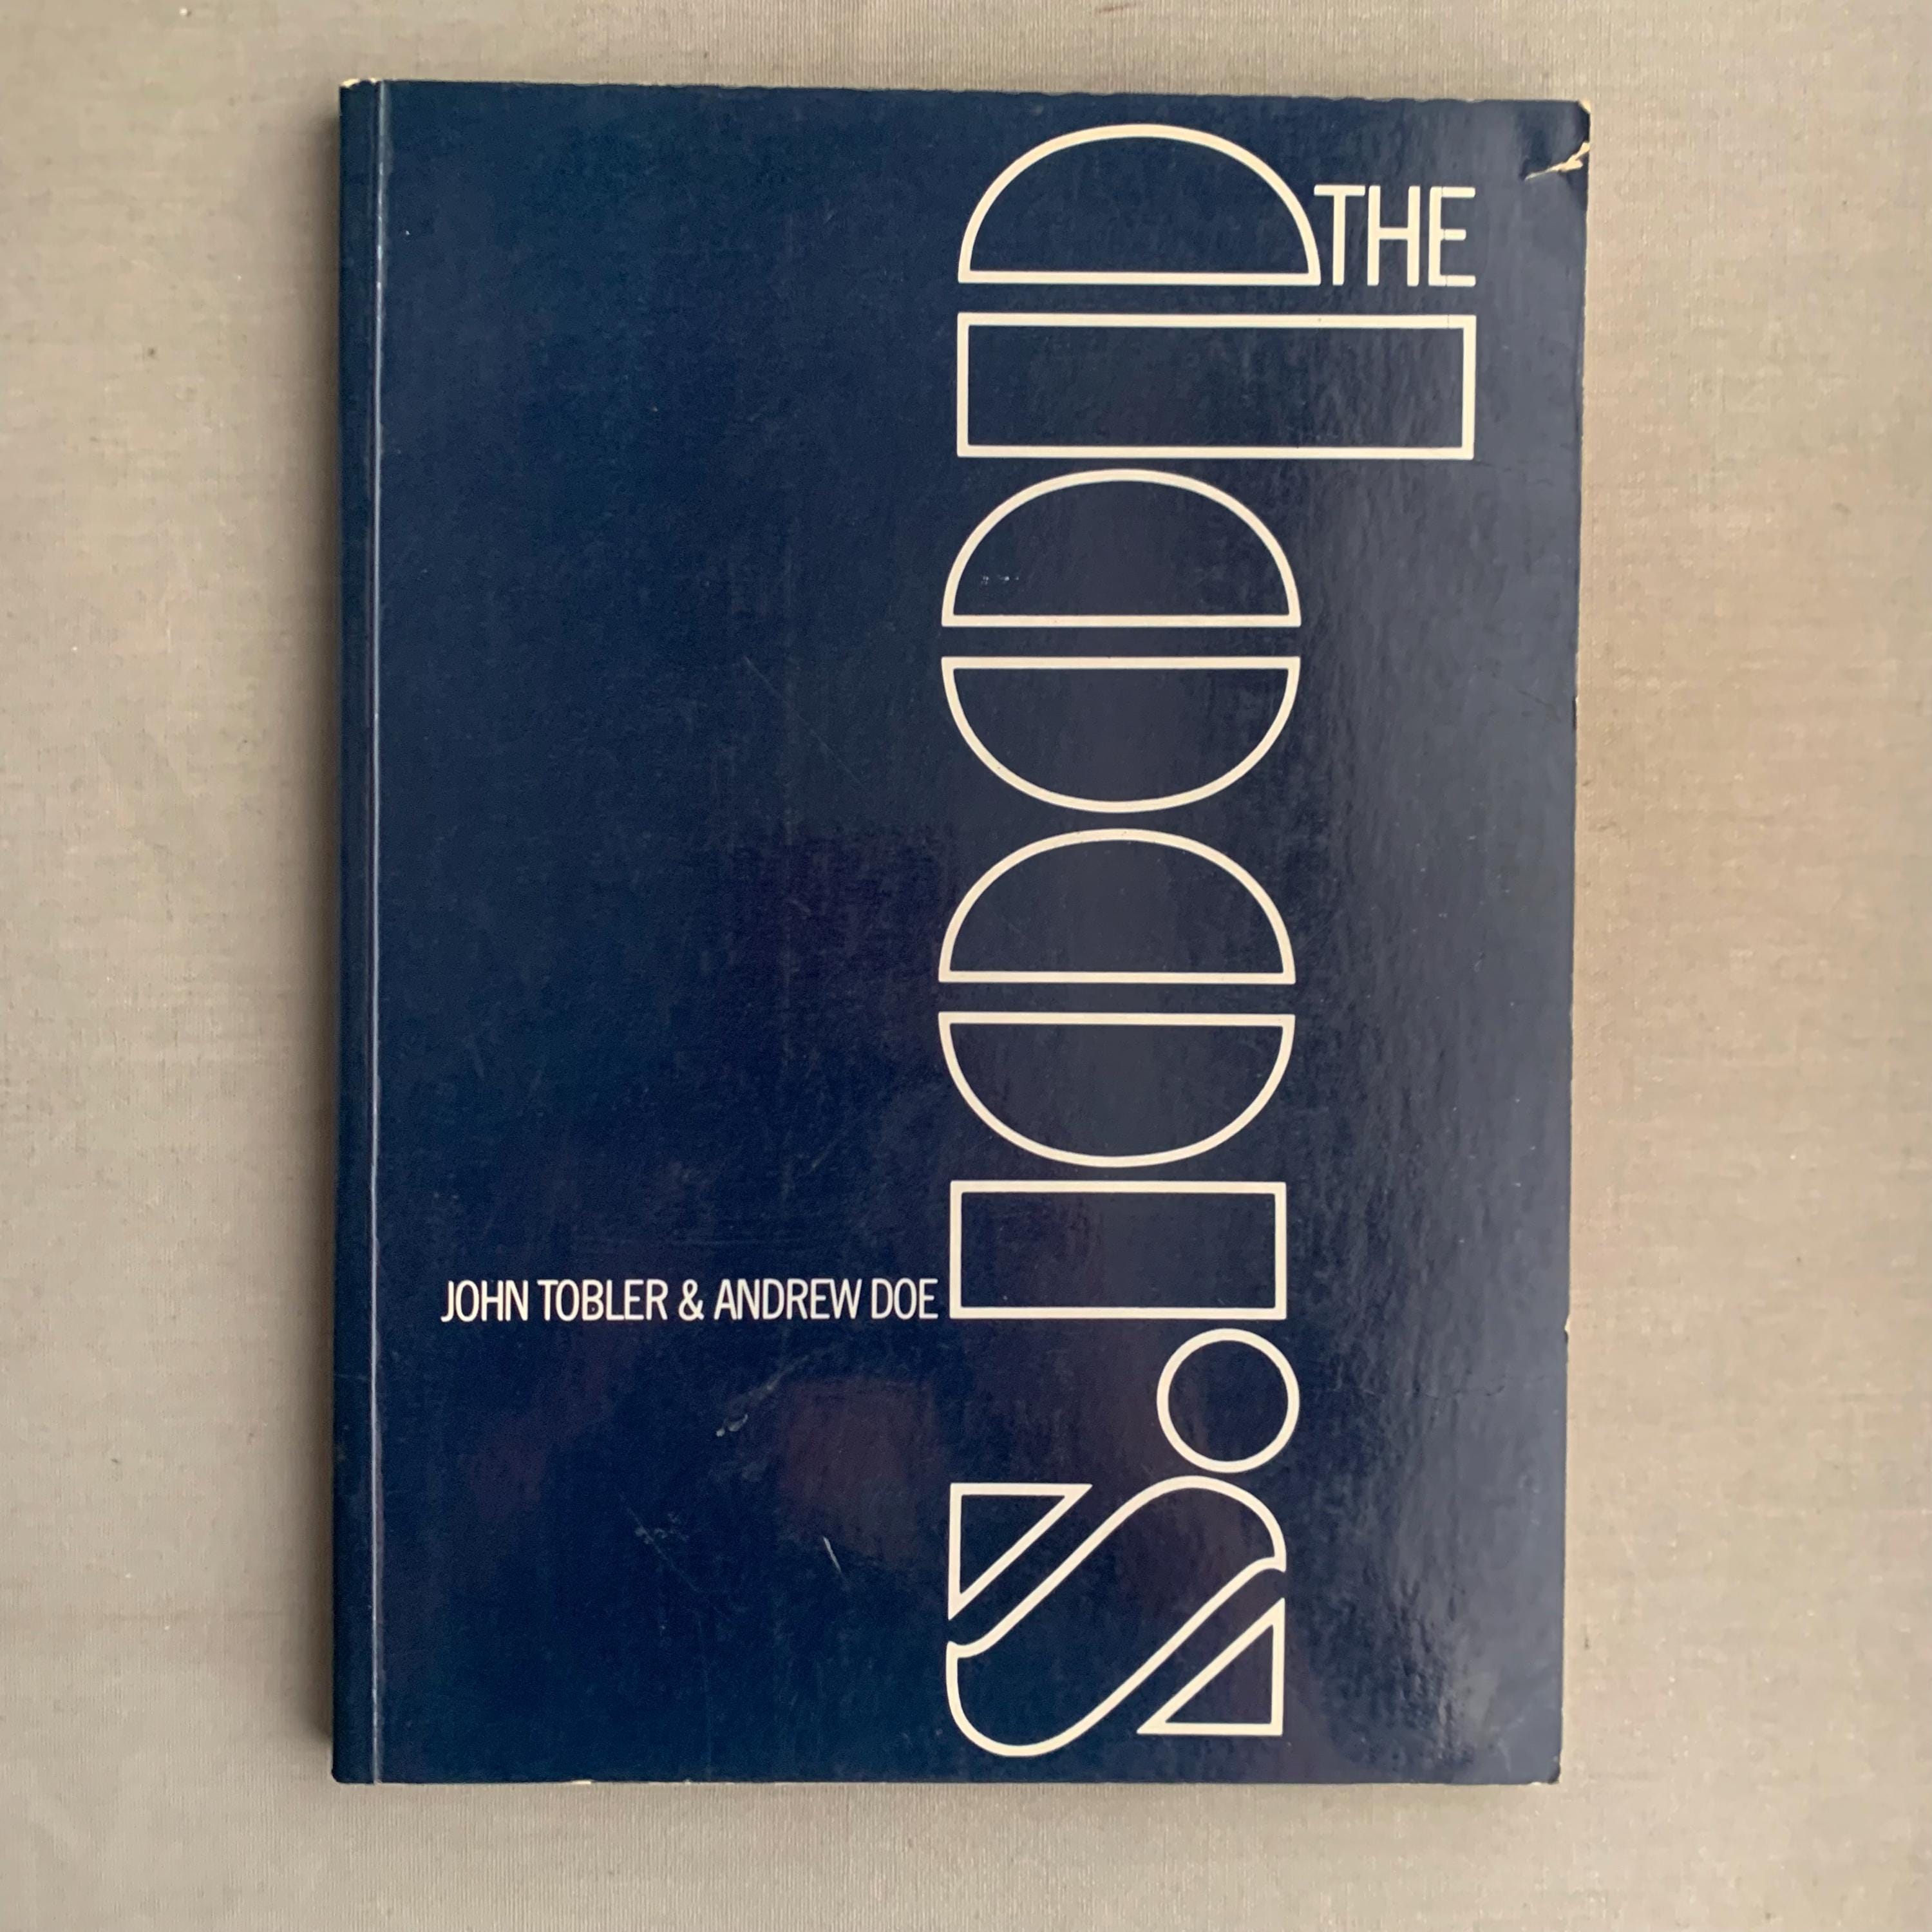 THE
DOORS
JOHN TOBLER & ANDREW DOE